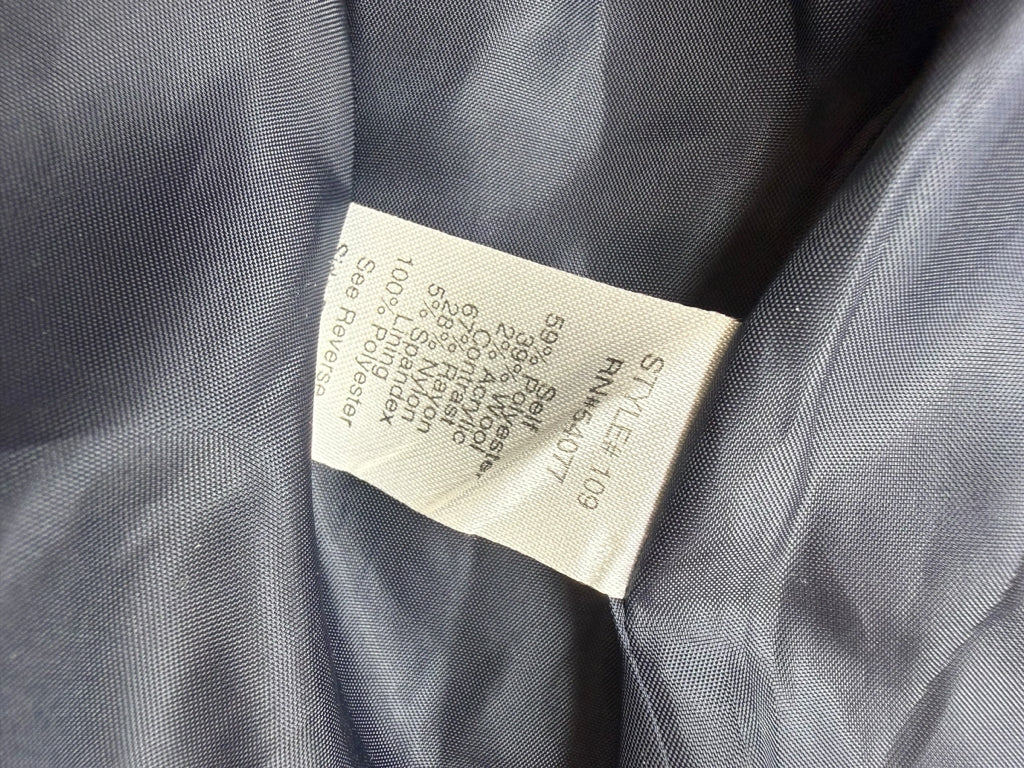 STYLE# 109
RN#54077
Self
59% Polyester
39% Wool
2% Acrylic
Contrast
67% Rayon
28% Nylon
5% Spandex
Lining
100% Polyester
See Reverse